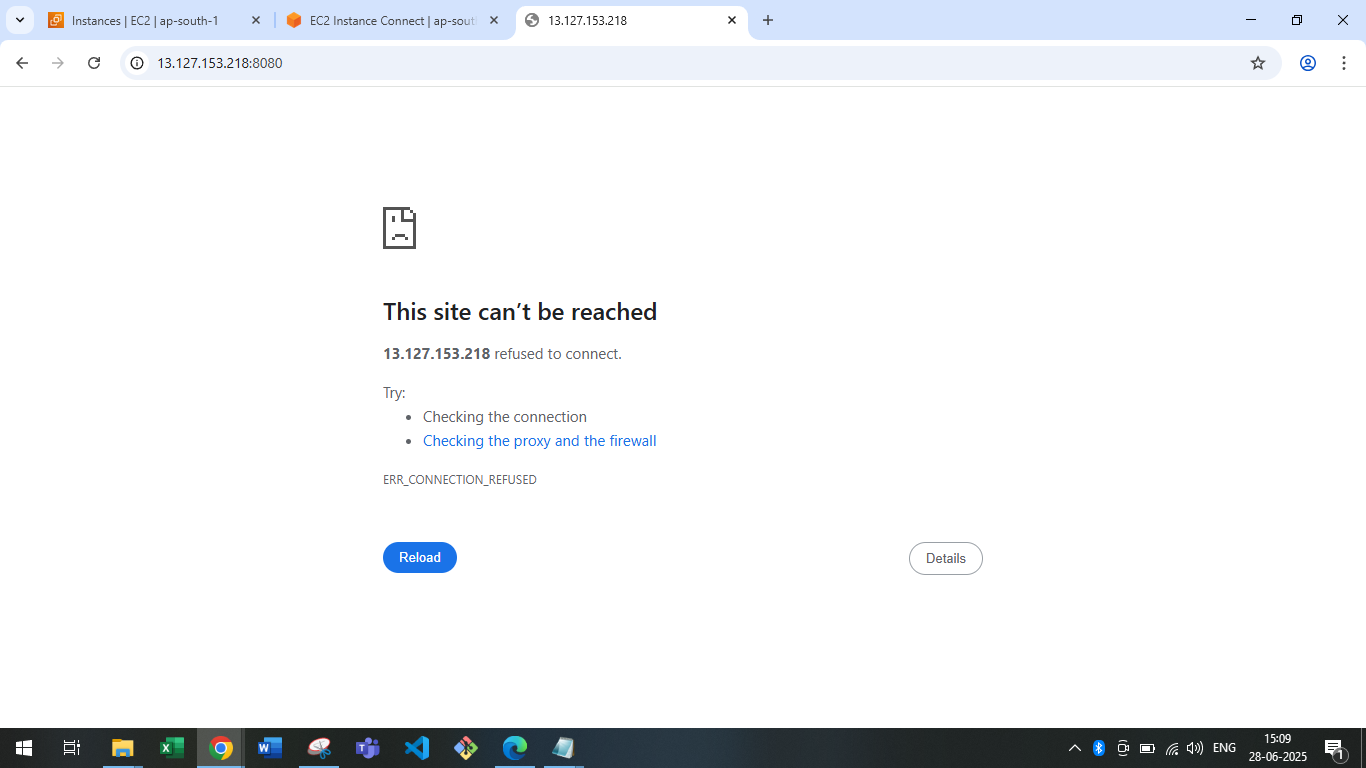 Instances | EC2 | ap-south-1
EC2 Instance Connect | ap-sout
13.127.153.218
13.127.153.218:8080
This site can’t be reached
13.127.153.218 refused to connect.
Try:
Checking the connection
Checking the proxy and the firewall
ERR_CONNECTION_REFUSED
Reload
Details
ENG
15:09
28-06-2025
1